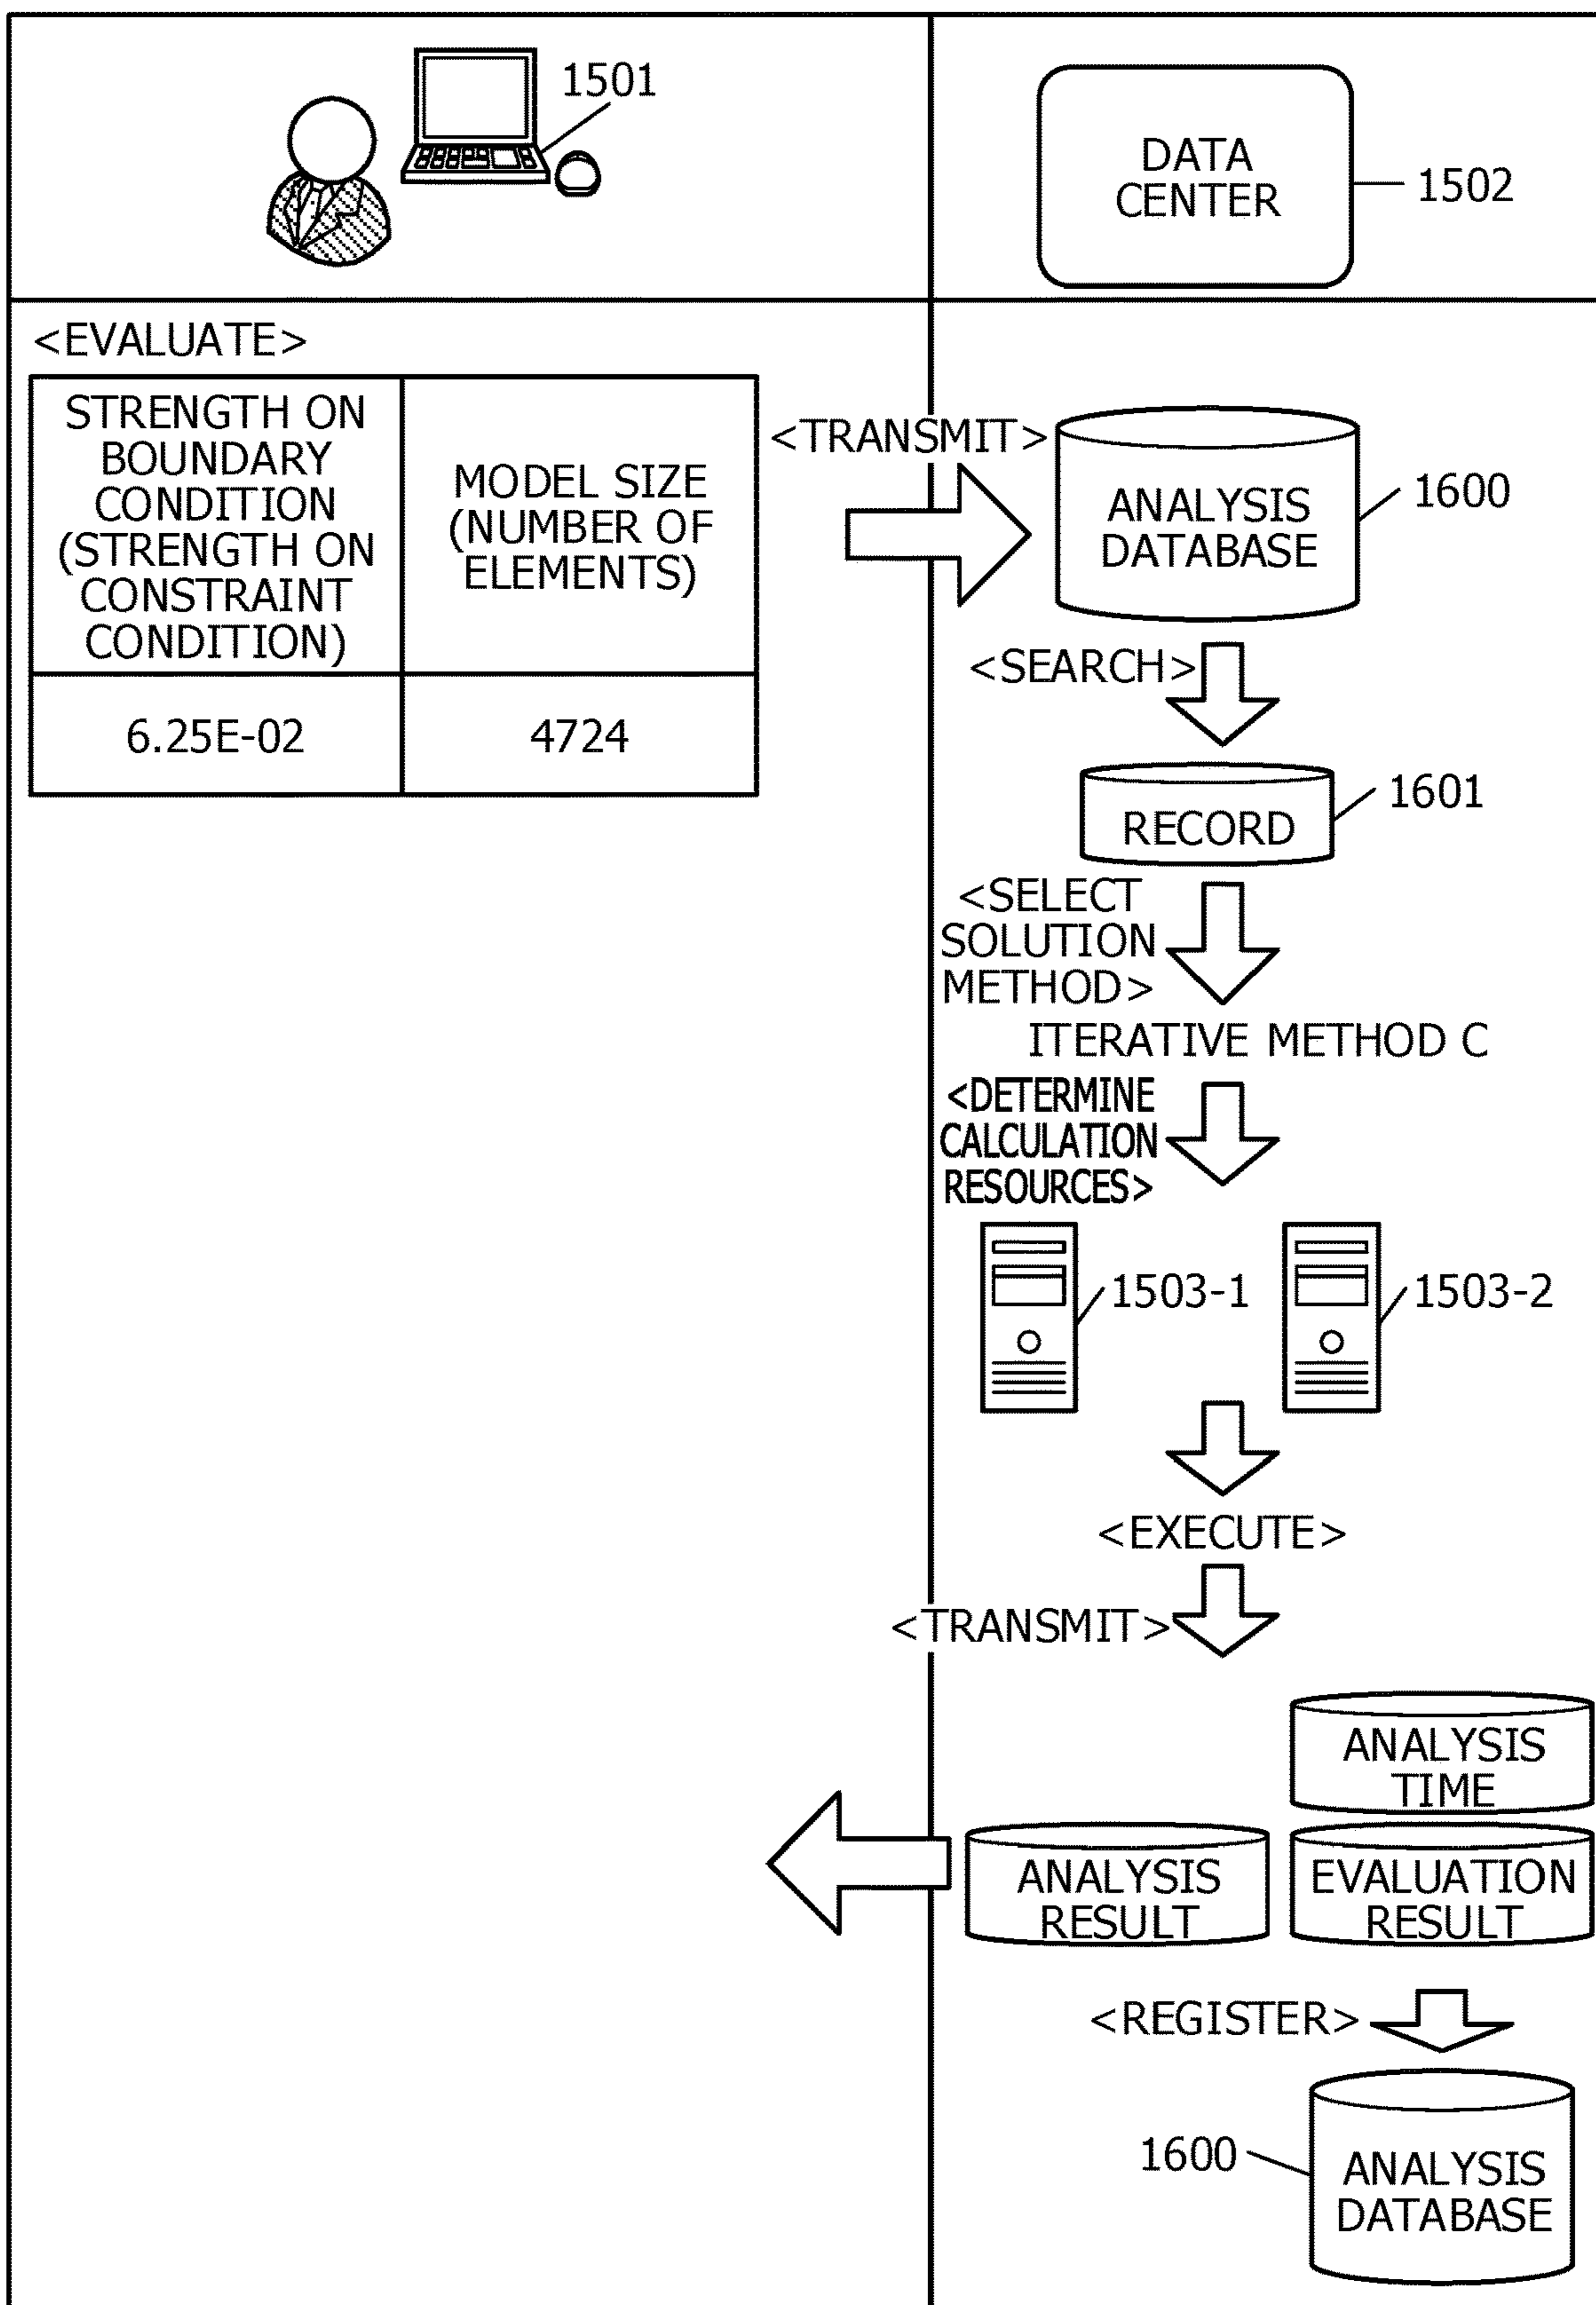 1501
DATA
CENTER
1502
<EVALUATE>
STRENGTH ON
BOUNDARY
CONDITION
(STRENGTH ON
CONSTRAINT
CONDITION)
MODEL SIZE
(NUMBER OF
ELEMENTS)
6.25E-02
4724
<TRANSMIT>
ANALYSIS
DATABASE
1600
<SEARCH>
RECORD
1601
<SELECT
SOLUTION
METHOD>
ITERATIVE METHOD C
<DETERMINE
CALCULATION
RESOURCES>
1503-1
1503-2
<EXECUTE>
<TRANSMIT>
ANALYSIS
TIME
ANALYSIS
RESULT
EVALUATION
RESULT
<REGISTER>
1600
ANALYSIS
DATABASE